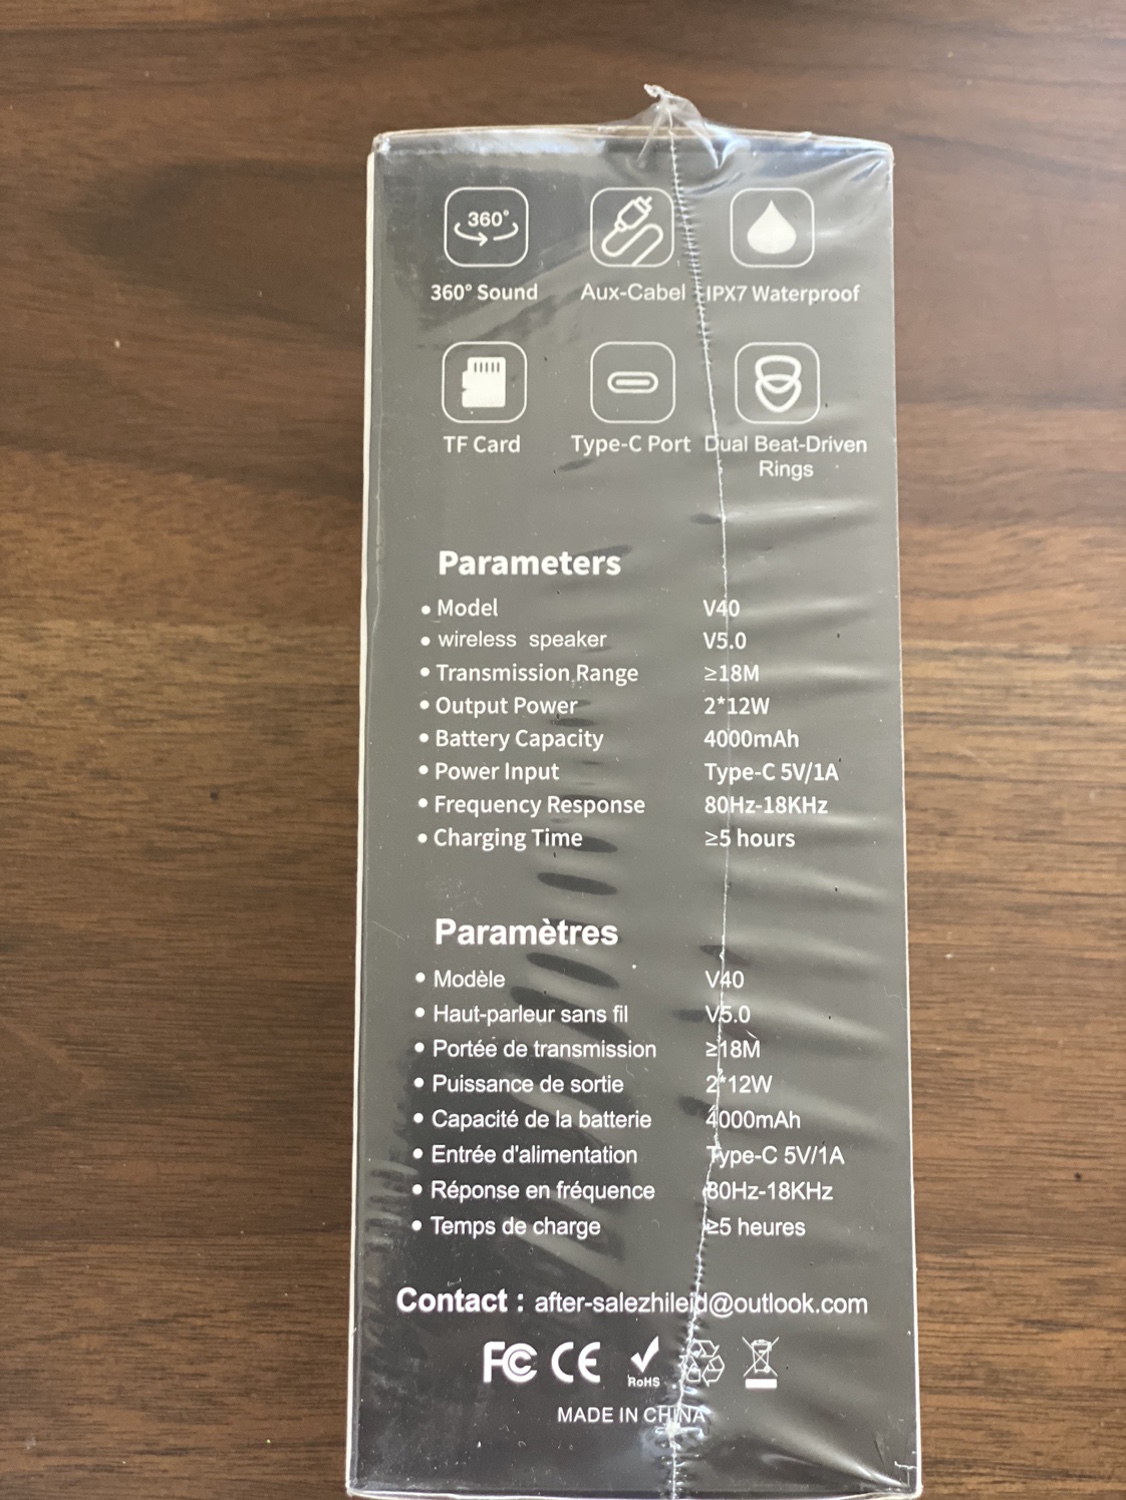 360°
360° Sound Aux-Cabel IPX7 Waterproof
TF Card Type-C Port Dual Beat-Driven
Rings
Parameters
• Model V40
• wireless speaker V5.0
• Transmission Range ≥18M
• Output Power 2*12W
• Battery Capacity 4000mAh
• Power Input Type-C 5V/1A
• Frequency Response 80Hz-18KHz
• Charging Time ≥5 hours
Paramètres
• Modèle V40
• Haut-parleur sans fil V5.0
• Portée de transmission ≥18M
• Puissance de sortie 2*12W
• Capacité de la batterie 4000mAh
• Entrée d'alimentation Type-C 5V/1A
• Réponse en fréquence 80Hz-18KHz
• Temps de charge ≥5 heures
Contact : after-salezhileid@outlook.com
FC CE RoHS
MADE IN CHINA